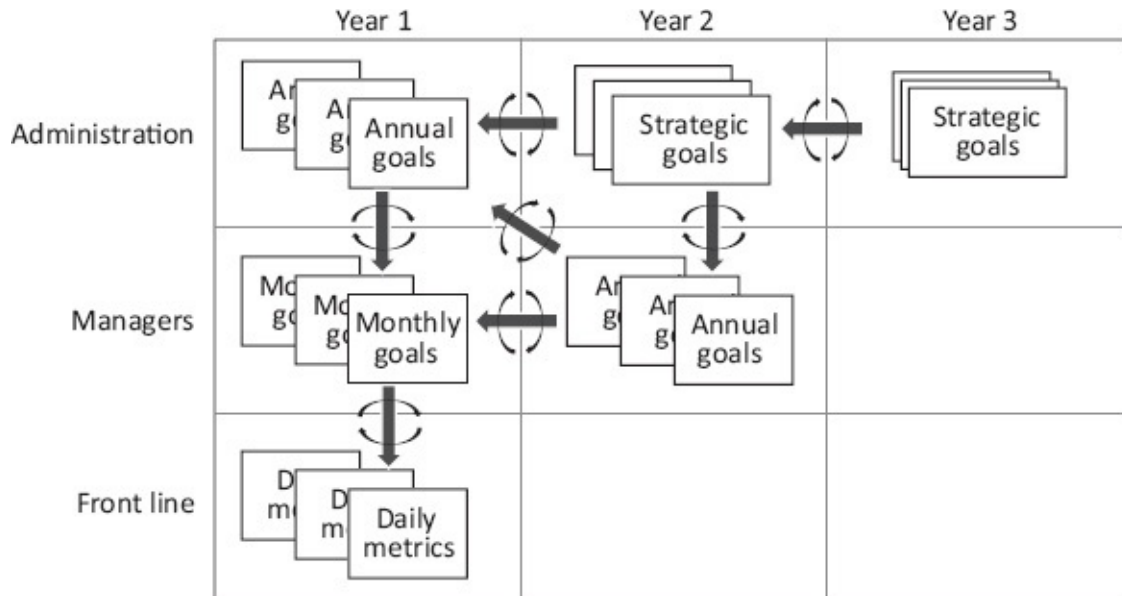 Year 1
Year 2
Year 3
Administration
Annual
goals
Strategic
goals
Strategic
goals
Managers
Monthly
goals
Annual
goals
Front line
Daily
metrics